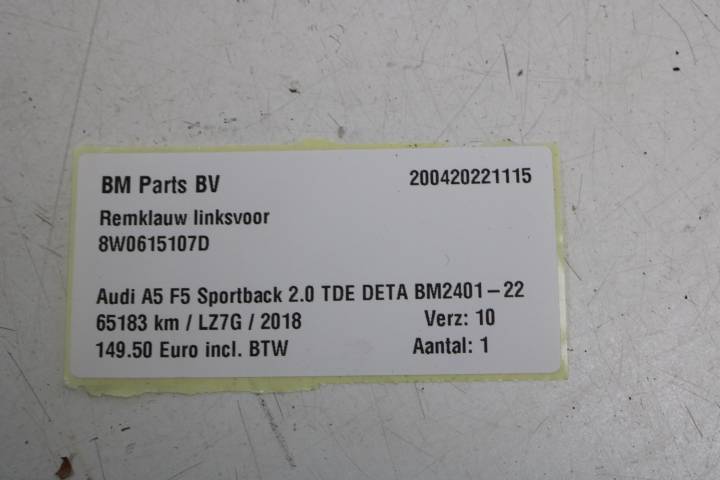 BM Parts BV 200420221115
Remklauw linksvoor
8W0615107D
Audi A5 F5 Sportback 2.0 TDE DETA BM2401-22
65183 km / LZ7G / 2018 Verz: 10
149.50 Euro incl. BTW Aantal: 1